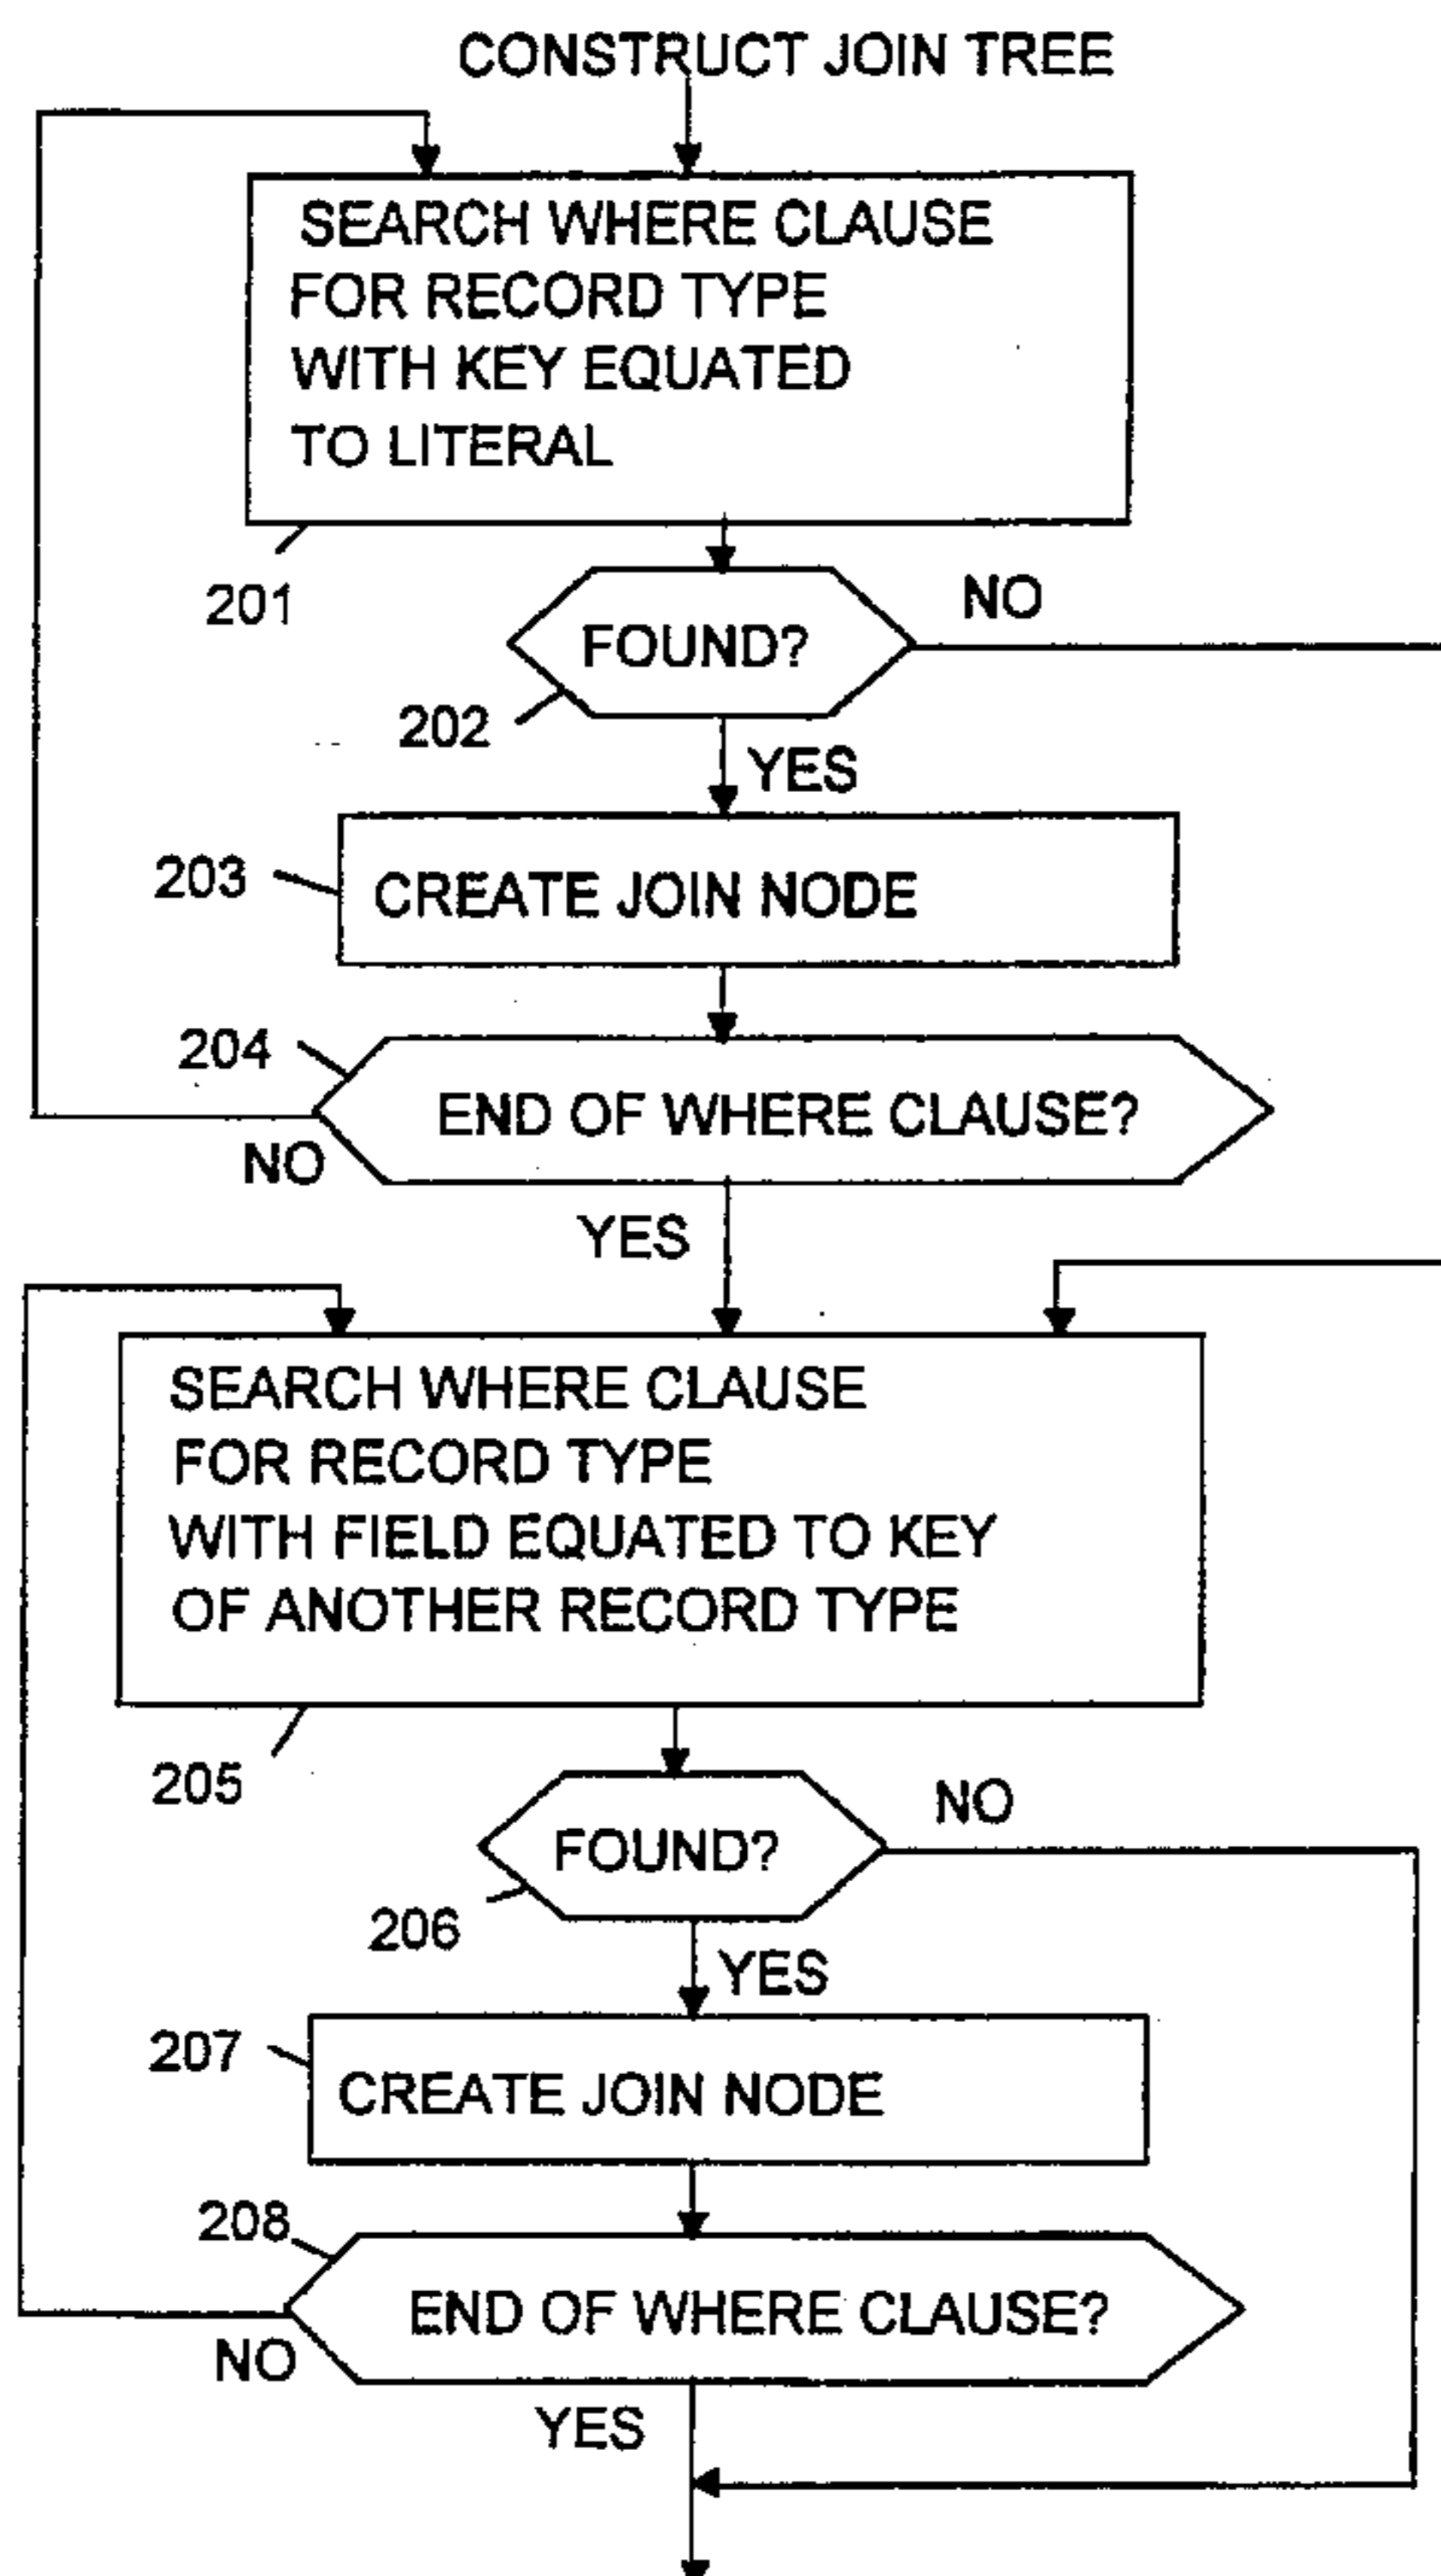 CONSTRUCT JOIN TREE
SEARCH WHERE CLAUSE
FOR RECORD TYPE
WITH KEY EQUATED
TO LITERAL
201
FOUND?
NO
202
YES
203
CREATE JOIN NODE
204
END OF WHERE CLAUSE?
NO
YES
SEARCH WHERE CLAUSE
FOR RECORD TYPE
WITH FIELD EQUATED TO KEY
OF ANOTHER RECORD TYPE
205
FOUND?
NO
206
YES
207
CREATE JOIN NODE
208
END OF WHERE CLAUSE?
NO
YES